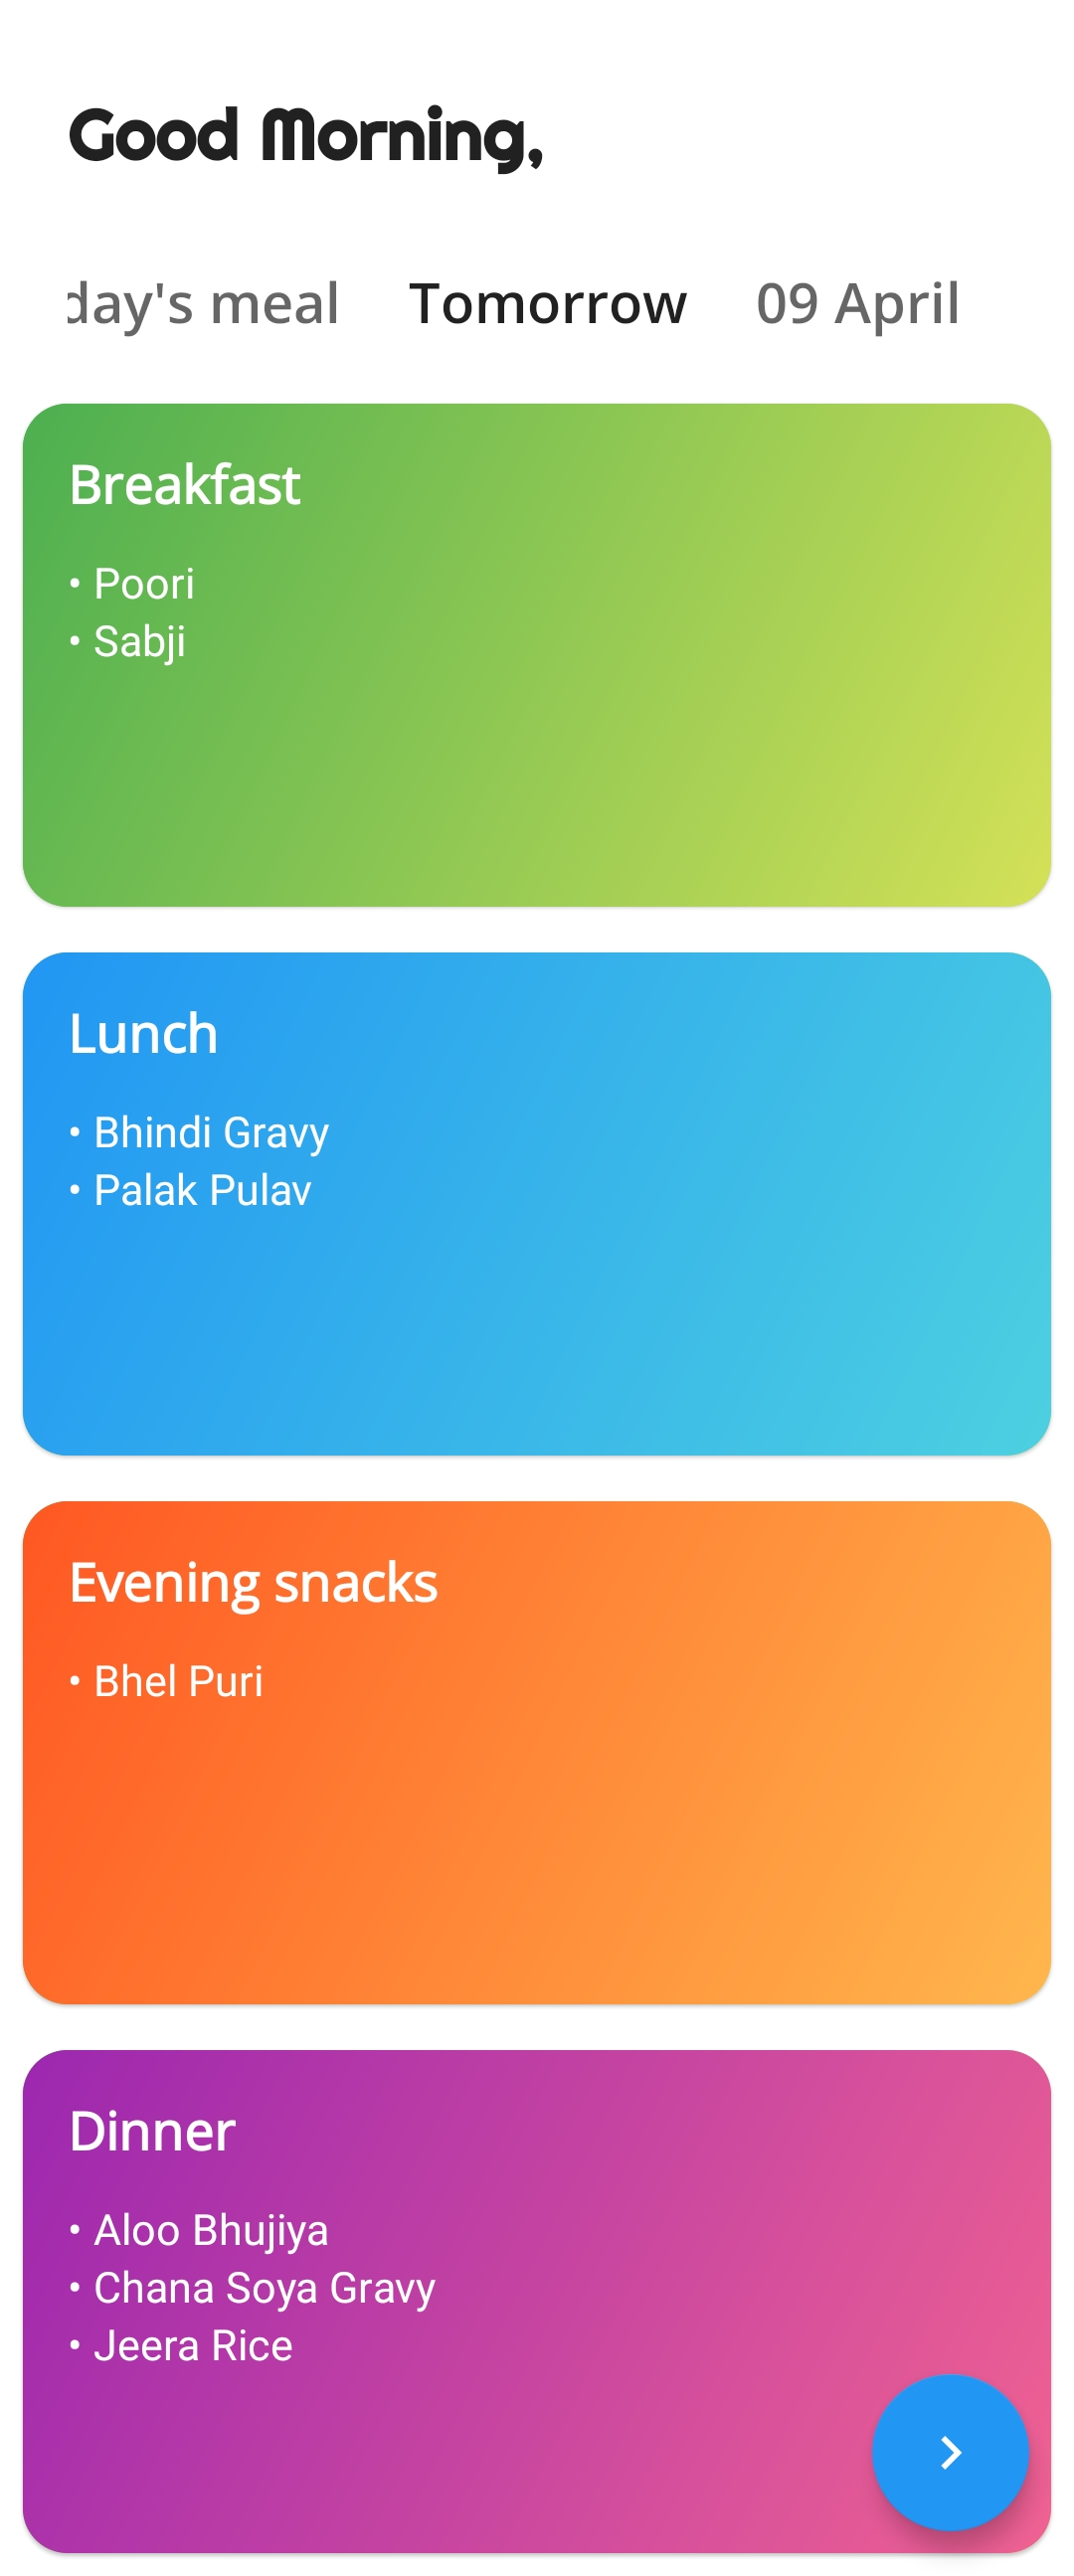 Good Morning,
day's meal Tomorrow 09 April
Breakfast
• Poori
• Sabji
Lunch
• Bhindi Gravy
• Palak Pulav
Evening snacks
• Bhel Puri
Dinner
• Aloo Bhujiya
• Chana Soya Gravy
• Jeera Rice